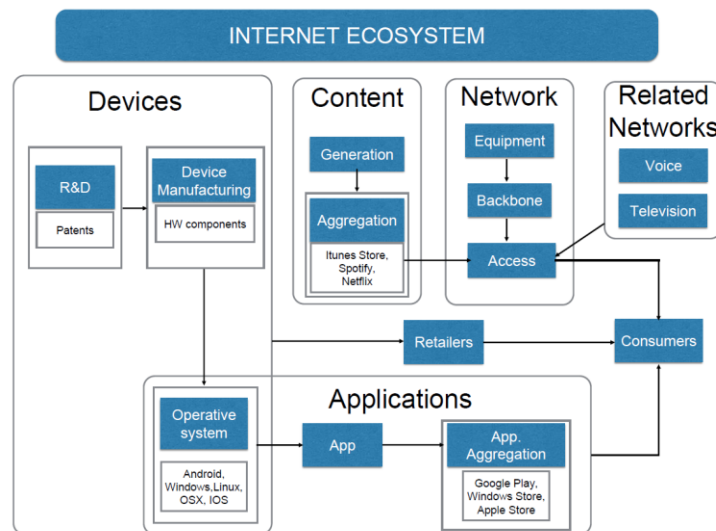 INTERNET ECOSYSTEM
Devices
R&D
Patents
Device
Manufacturing
HW components
Content
Generation
Aggregation
Itunes Store,
Spotify,
Netflix
Network
Equipment
Backbone
Access
Related
Networks
Voice
Television
Retailers
Consumers
Applications
Operative
system
Android,
Windows,Linux,
OSX, IOS
App
App.
Aggregation
Google Play,
Windows Store,
Apple Store